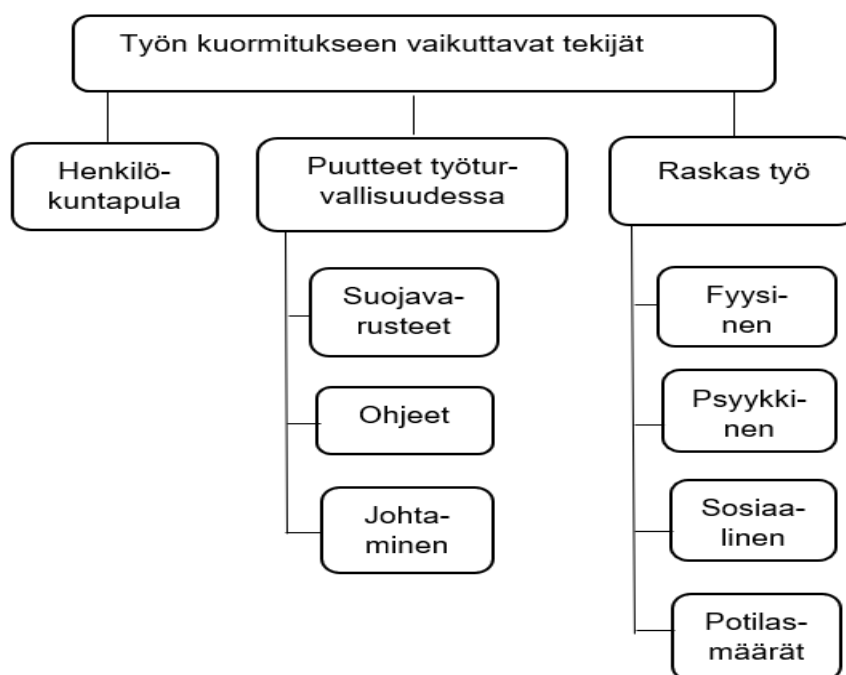 Työn kuormitukseen vaikuttavat tekijät
Henkilö-
kuntapula
Puutteet työtur-
vallisuudessa
Suojava-
rusteet
Ohjeet
Johta-
minen
Raskas työ
Fyysi-
nen
Psyykki-
nen
Sosiaa-
linen
Potilas-
määrät